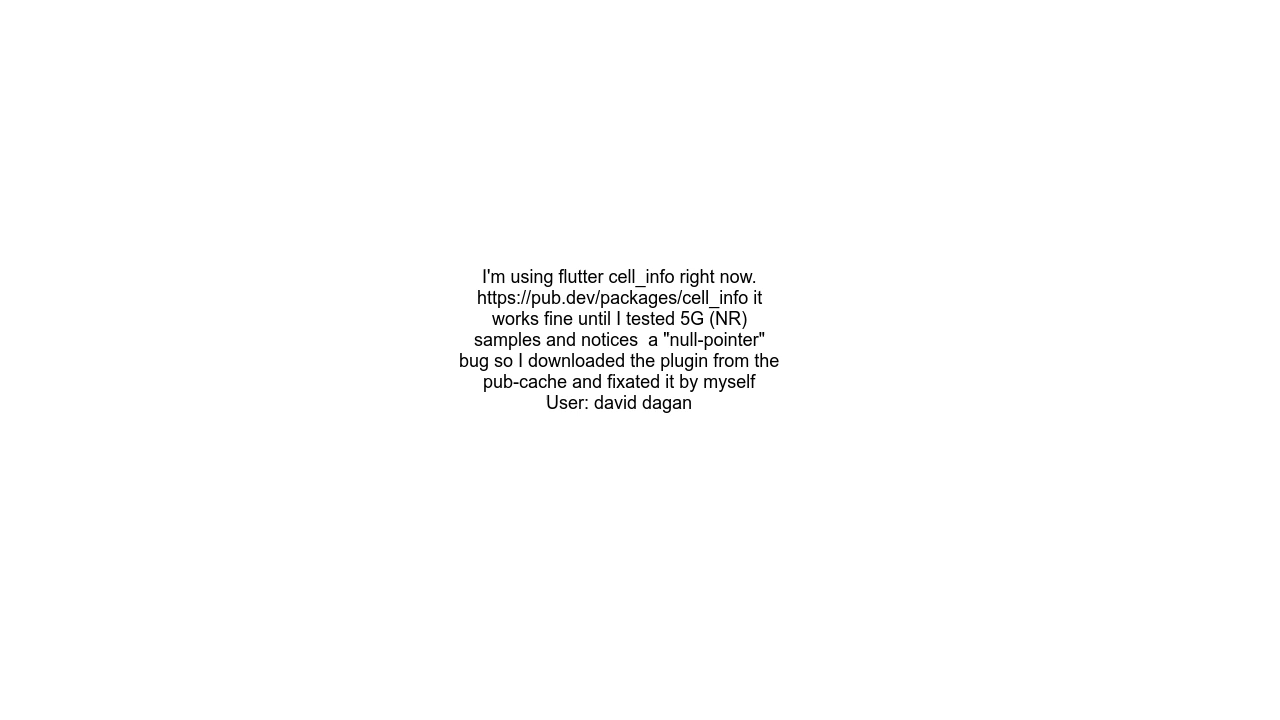 I'm using flutter cell_info right now.
https://pub.dev/packages/cell_info it
works fine until I tested 5G (NR)
samples and notices  a "null-pointer"
bug so I downloaded the plugin from the
pub-cache and fixated it by myself
User: david dagan